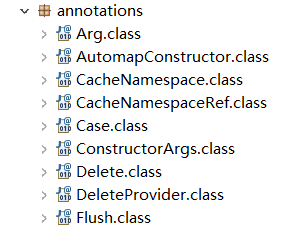 annotations
Arg.class
AutomapConstructor.class
CacheNamespace.class
CacheNamespaceRef.class
Case.class
ConstructorArgs.class
Delete.class
DeleteProvider.class
Flush.class